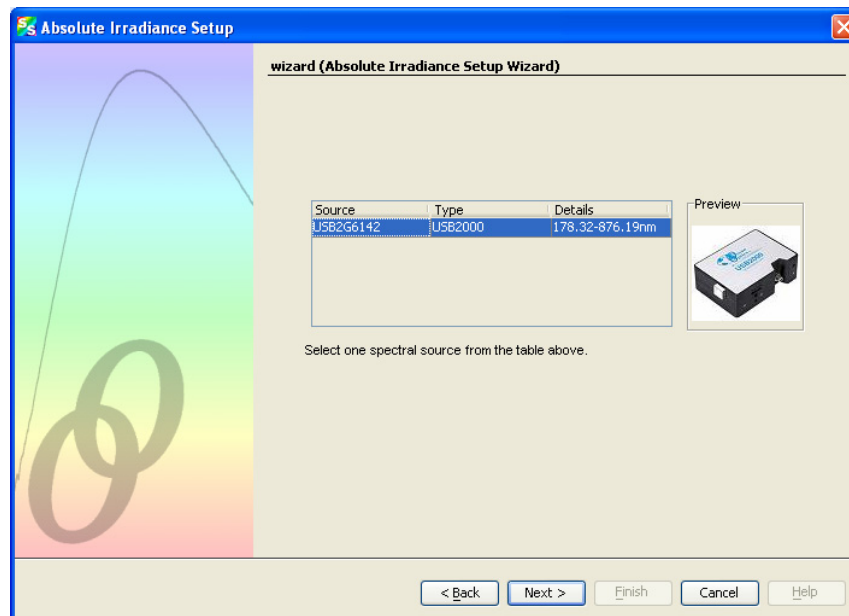 Absolute Irradiance Setup
wizard (Absolute Irradiance Setup Wizard)
Source Type Details
USB2G6142 USB2000 178.32-876.19nm
Preview
USB2000
Select one spectral source from the table above.
< Back Next > Finish Cancel Help